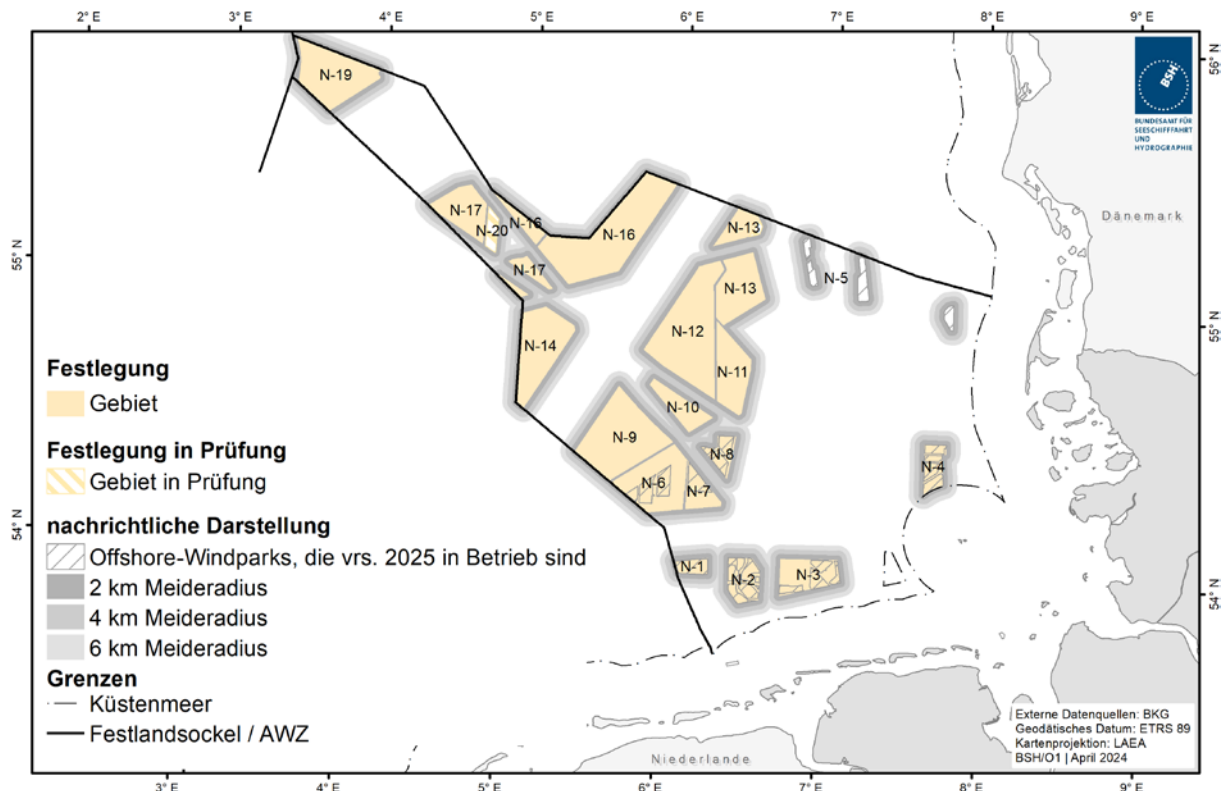 2° E 3° E 4° E 5° E 6° E 7° E 8° E 9° E
56° N
BSH
BUNDESAMT FÜR
SEESCHIFFFAHRT
UND
HYDROGRAPHIE
N-19
Dänemark
N-17
N-16
N-20
N-16
N-13
55° N
N-17
N-5
N-13
N-12
N-14
55° N
N-11
N-10
N-9
N-8
N-4
N-6
N-7
54° N
N-1
N-2
N-3
54° N
Festlegung
Gebiet
Festlegung in Prüfung
Gebiet in Prüfung
nachrichtliche Darstellung
Offshore-Windparks, die vrs. 2025 in Betrieb sind
2 km Meideradius
4 km Meideradius
6 km Meideradius
Grenzen
Küstenmeer
Festlandsockel / AWZ
Niederlande
Externe Datenquellen: BKG
Geodätisches Datum: ETRS 89
Kartenprojektion: LAEA
BSH/O1 | April 2024
3° E 4° E 5° E 6° E 7° E 8° E 9° E